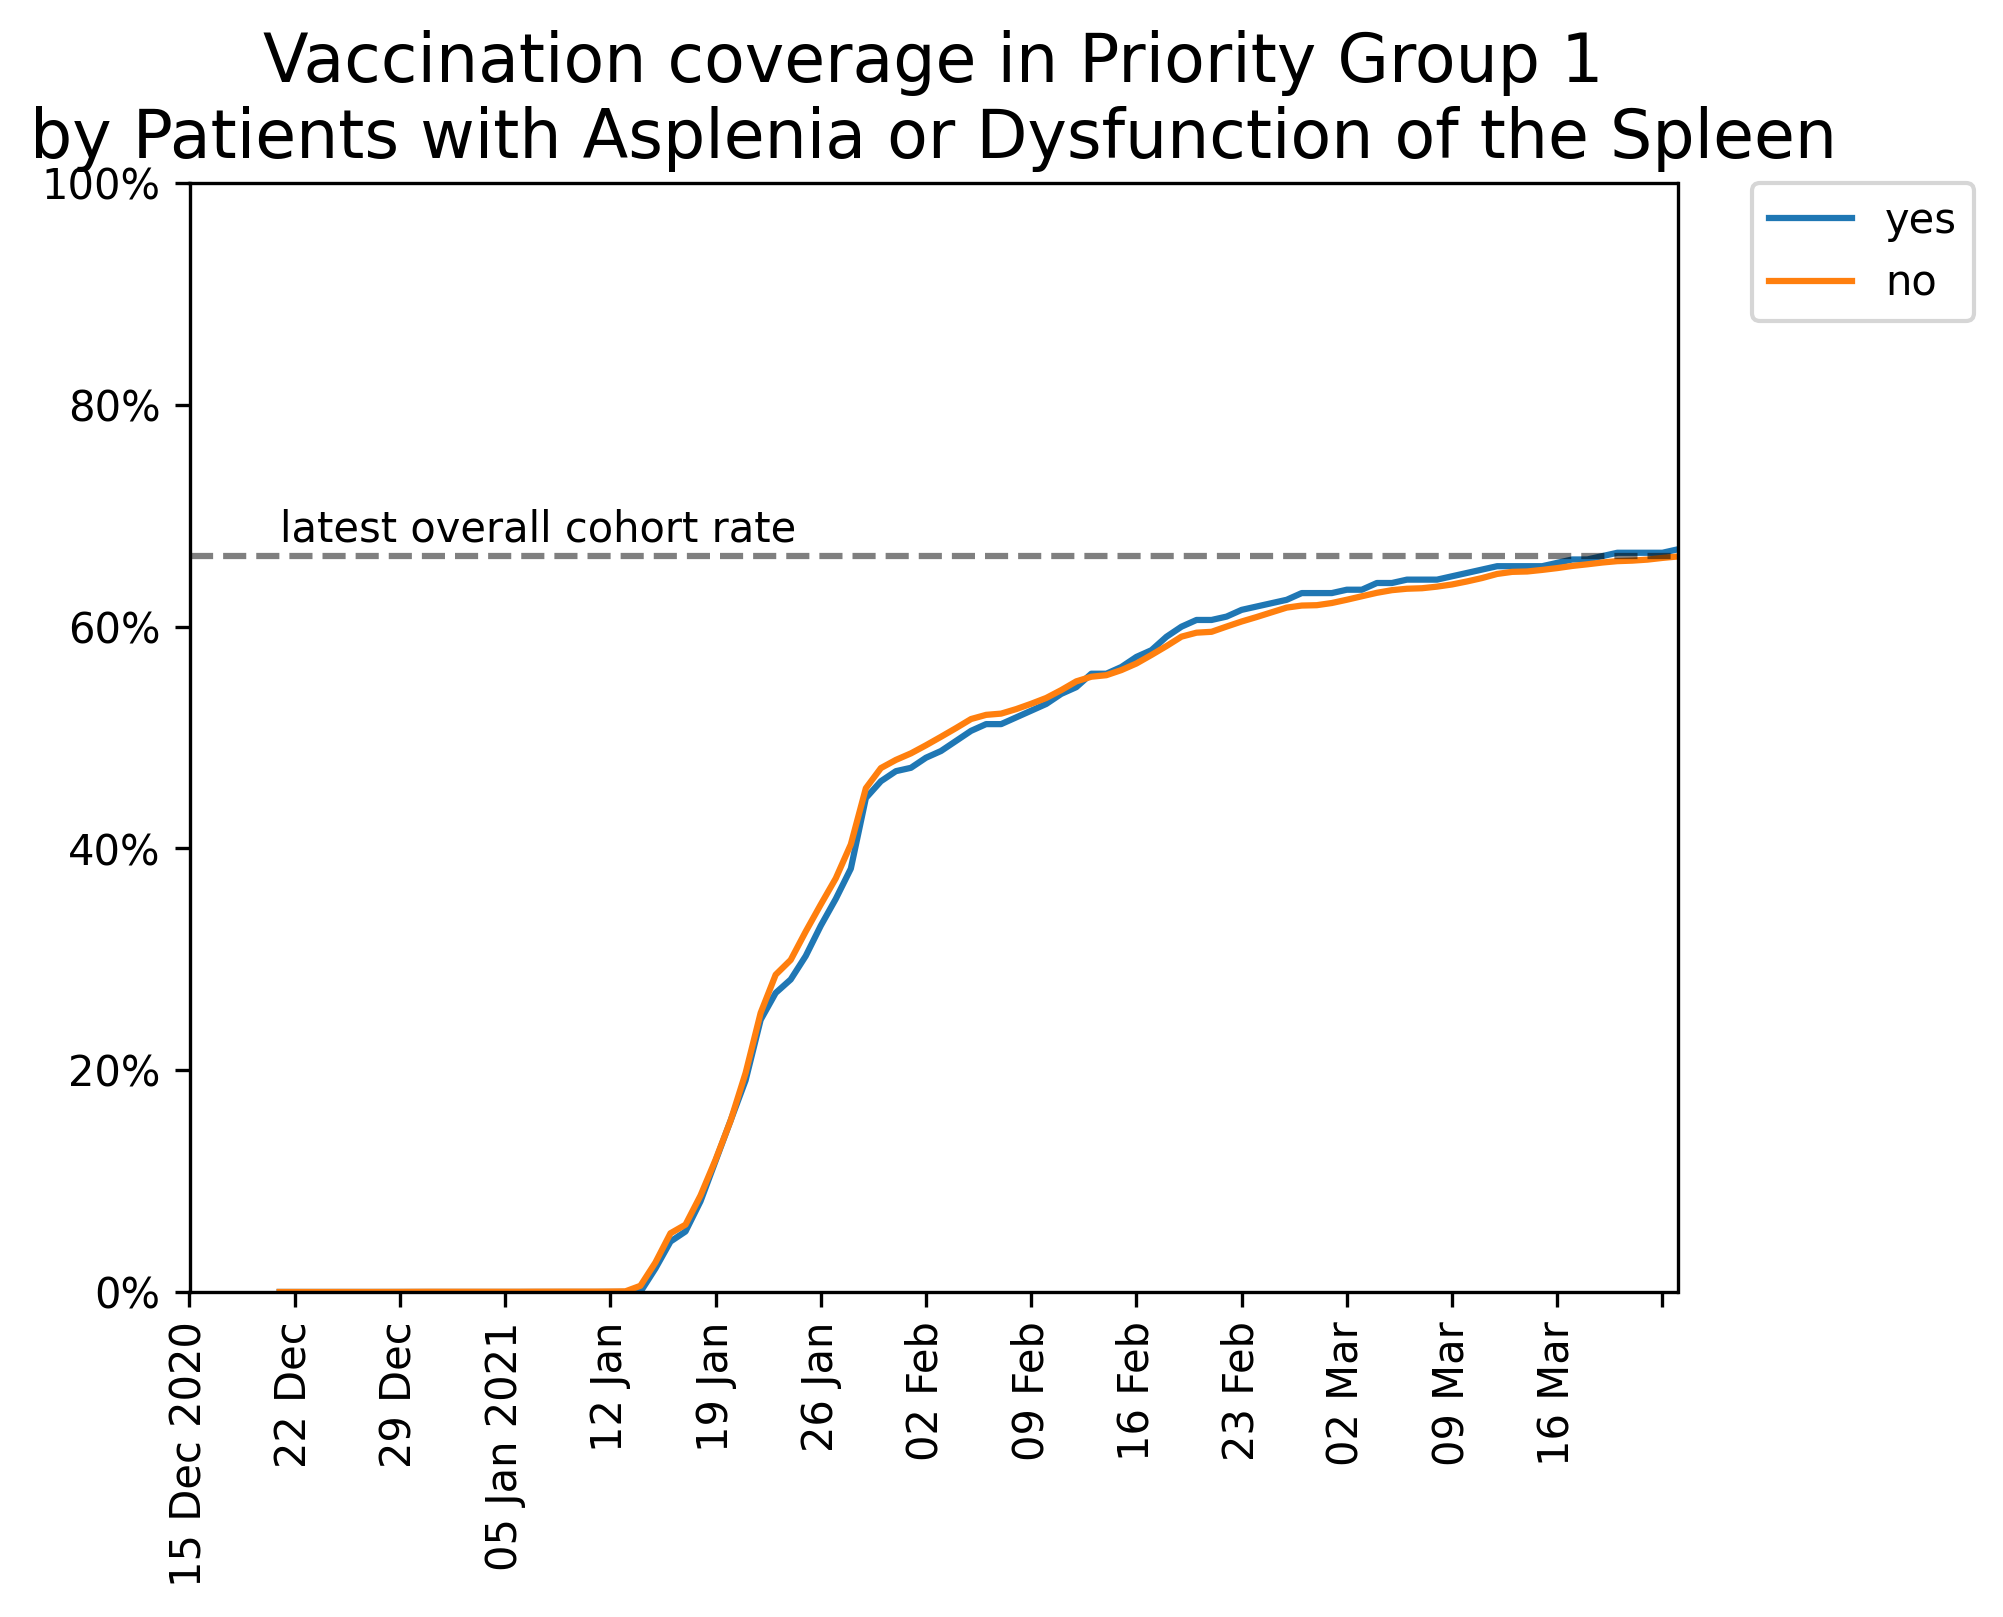 Vaccination coverage in Priority Group 1
by Patients with Asplenia or Dysfunction of the Spleen
100%
80%
60%
40%
20%
0%
latest overall cohort rate
yes
no
15 Dec 2020
22 Dec
29 Dec
05 Jan 2021
12 Jan
19 Jan
26 Jan
02 Feb
09 Feb
16 Feb
23 Feb
02 Mar
09 Mar
16 Mar